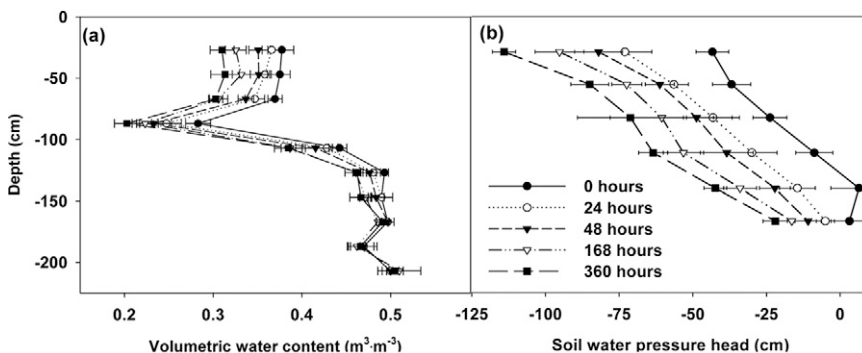 (a)
(b)
0
-50
-100
-150
-200
Depth (cm)
0.2 0.3 0.4 0.5
Volumetric water content (m³·m⁻³)
0 hours
24 hours
48 hours
168 hours
360 hours
-125 -100 -75 -50 -25 0
Soil water pressure head (cm)